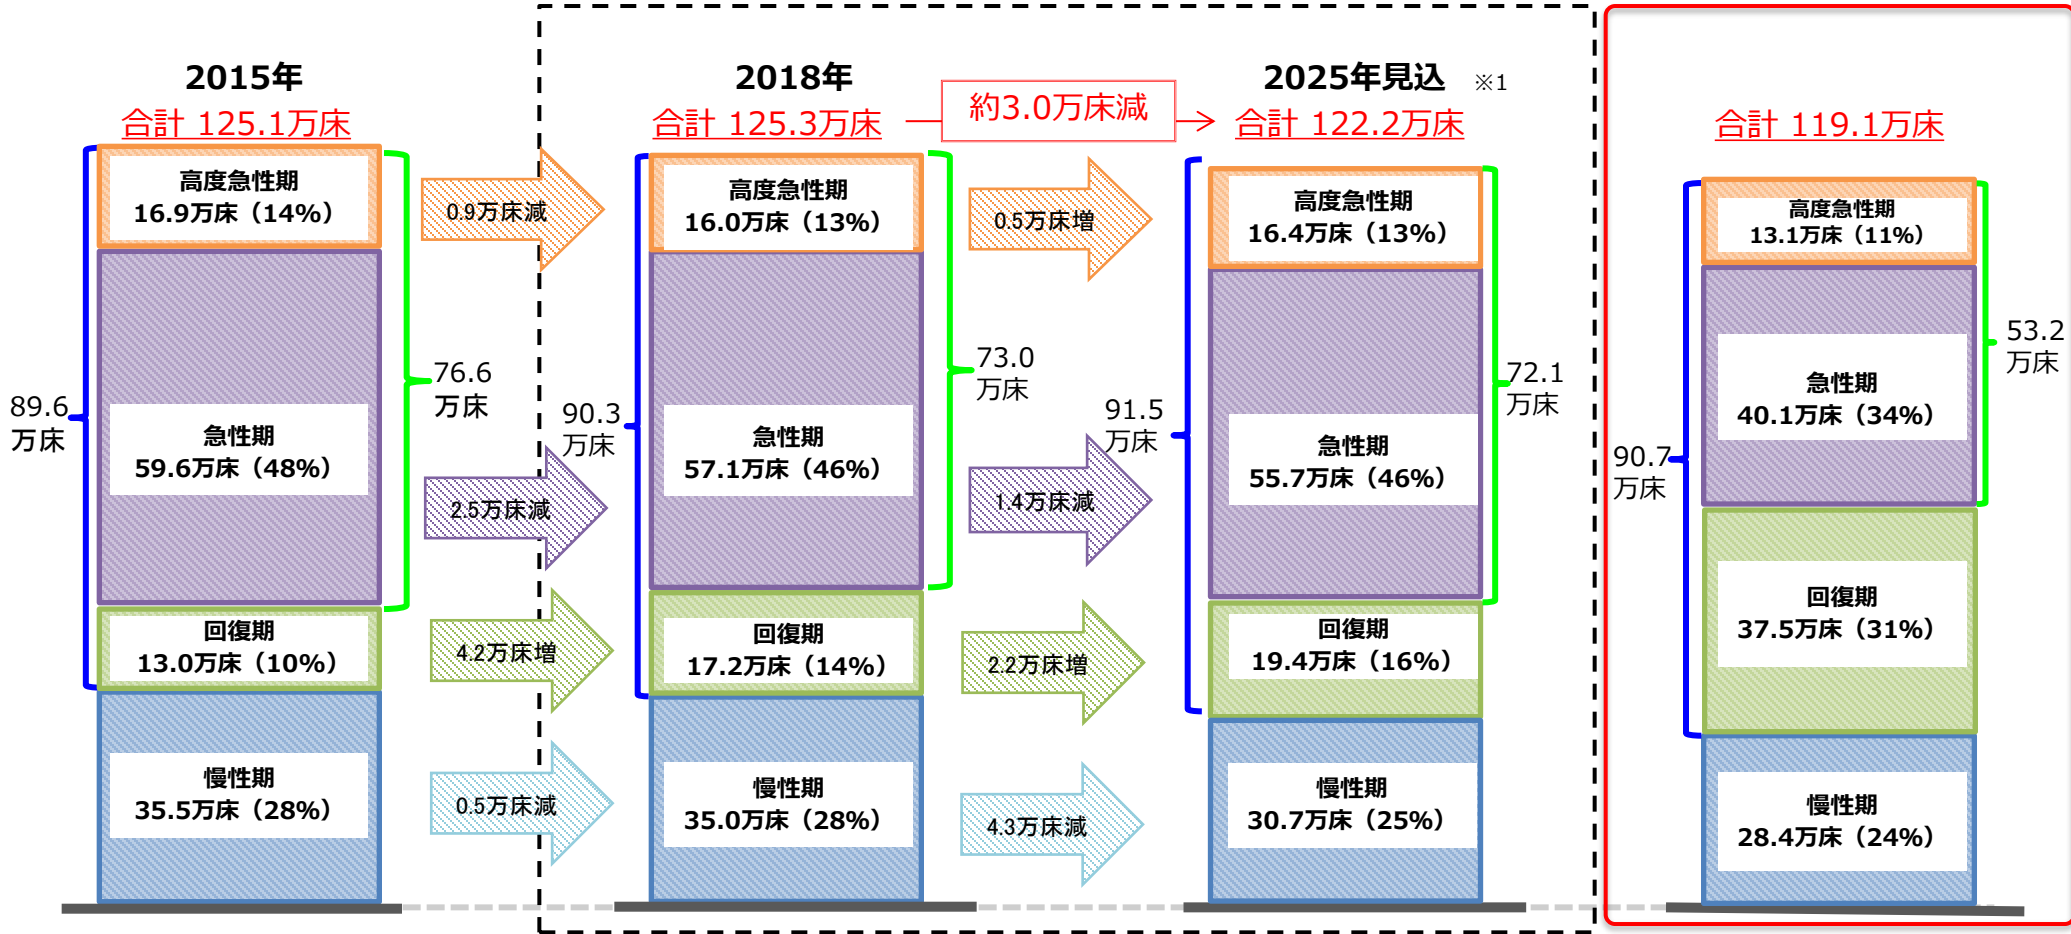 2015年
合計 125.1万床
高度急性期
16.9万床（14%）
急性期
59.6万床（48%）
回復期
13.0万床（10%）
慢性期
35.5万床（28%）
89.6
万床
76.6
万床
0.9万床減
2.5万床減
4.2万床増
0.5万床減
2018年
合計 125.3万床
高度急性期
16.0万床（13%）
急性期
57.1万床（46%）
回復期
17.2万床（14%）
慢性期
35.0万床（28%）
90.3
万床
73.0
万床
約3.0万床減
0.5万床増
1.4万床減
2.2万床増
4.3万床減
2025年見込 ※1
合計 122.2万床
高度急性期
16.4万床（13%）
急性期
55.7万床（46%）
回復期
19.4万床（16%）
慢性期
30.7万床（25%）
91.5
万床
72.1
万床
合計 119.1万床
高度急性期
13.1万床（11%）
急性期
40.1万床（34%）
回復期
37.5万床（31%）
慢性期
28.4万床（24%）
90.7
万床
53.2
万床